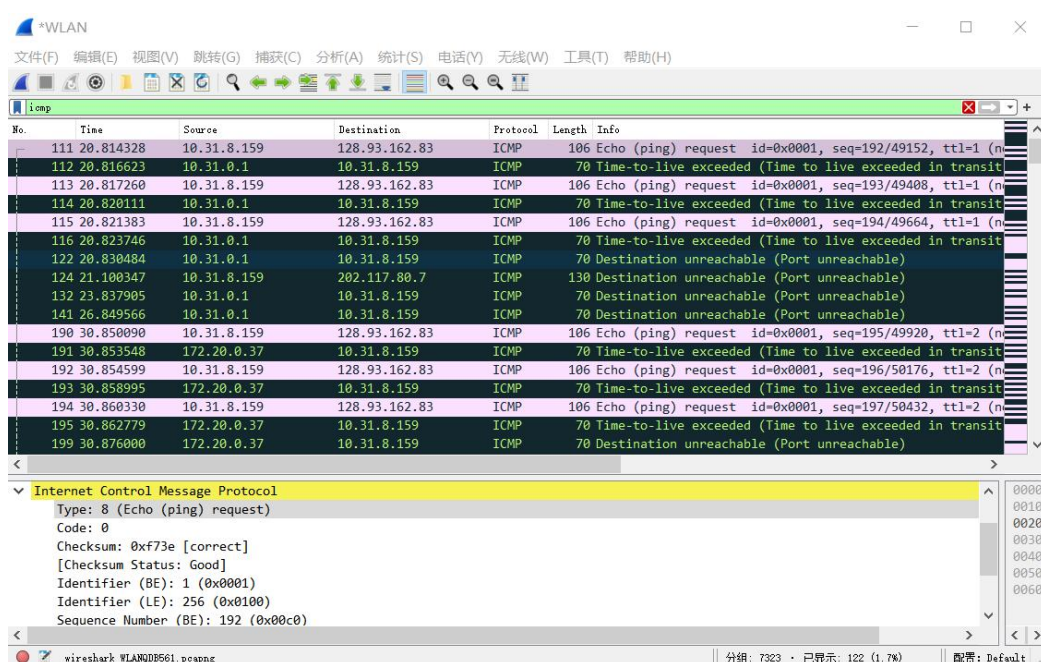 *WLAN
文件(F) 编辑(E) 视图(V) 跳转(G) 捕获(C) 分析(A) 统计(S) 电话(Y) 无线(W) 工具(T) 帮助(H)
icmp
No. Time Source Destination Protocol Length Info
111 20.814328 10.31.8.159 128.93.162.83 ICMP 106 Echo (ping) request id=0x0001, seq=192/49152, ttl=1 (n
112 20.816623 10.31.0.1 10.31.8.159 ICMP 70 Time-to-live exceeded (Time to live exceeded in transit
113 20.817260 10.31.8.159 128.93.162.83 ICMP 106 Echo (ping) request id=0x0001, seq=193/49408, ttl=1 (n
114 20.820111 10.31.0.1 10.31.8.159 ICMP 70 Time-to-live exceeded (Time to live exceeded in transit
115 20.821383 10.31.8.159 128.93.162.83 ICMP 106 Echo (ping) request id=0x0001, seq=194/49664, ttl=1 (n
116 20.823746 10.31.0.1 10.31.8.159 ICMP 70 Time-to-live exceeded (Time to live exceeded in transit
122 20.830484 10.31.0.1 10.31.8.159 ICMP 70 Destination unreachable (Port unreachable)
124 21.100347 10.31.8.159 202.117.80.7 ICMP 130 Destination unreachable (Port unreachable)
132 23.837905 10.31.0.1 10.31.8.159 ICMP 70 Destination unreachable (Port unreachable)
141 26.849566 10.31.0.1 10.31.8.159 ICMP 70 Destination unreachable (Port unreachable)
190 30.850090 10.31.8.159 128.93.162.83 ICMP 106 Echo (ping) request id=0x0001, seq=195/49920, ttl=2 (n
191 30.853548 172.20.0.37 10.31.8.159 ICMP 70 Time-to-live exceeded (Time to live exceeded in transit
192 30.854599 10.31.8.159 128.93.162.83 ICMP 106 Echo (ping) request id=0x0001, seq=196/50176, ttl=2 (n
193 30.858995 172.20.0.37 10.31.8.159 ICMP 70 Time-to-live exceeded (Time to live exceeded in transit
194 30.860330 10.31.8.159 128.93.162.83 ICMP 106 Echo (ping) request id=0x0001, seq=197/50432, ttl=2 (n
195 30.862779 172.20.0.37 10.31.8.159 ICMP 70 Time-to-live exceeded (Time to live exceeded in transit
199 30.876000 172.20.0.37 10.31.8.159 ICMP 70 Destination unreachable (Port unreachable)
Internet Control Message Protocol
Type: 8 (Echo (ping) request)
Code: 0
Checksum: 0xf73e [correct]
[Checksum Status: Good]
Identifier (BE): 1 (0x0001)
Identifier (LE): 256 (0x0100)
Sequence Number (BE): 192 (0x00c0)
0000
0010
0020
0030
0040
0050
0060
wireshark_WLANQDB561.pcapng 分组: 7323 · 已显示: 122 (1.7%) 配置: Default